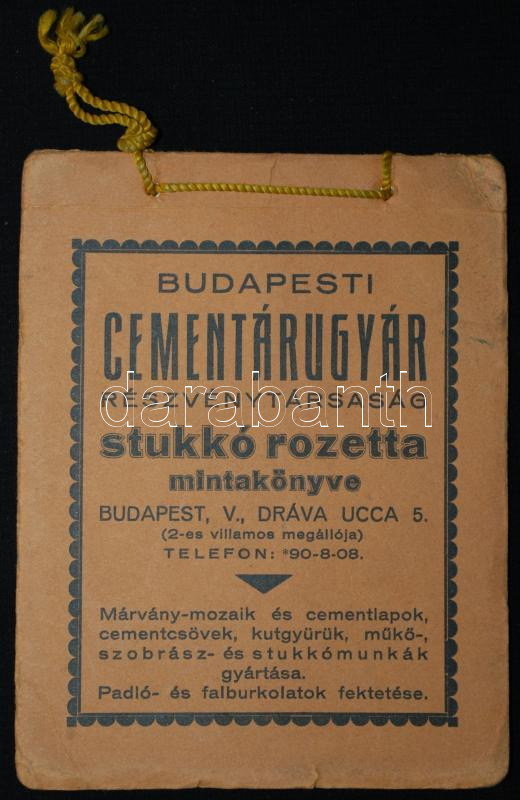 BUDAPESTI
CEMENTÁRUGYÁR
RÉSZVÉNYTÁRSASÁG
darabanth
stukkó rozetta
mintakönyve
BUDAPEST, V., DRÁVA UCCA 5.
(2-es villamos megállója)
TELEFON: *90-8-08.
Márvány-mozaik és cementlapok,
cementcsövek, kutgyürük, műkő-,
szobrász- és stukkómunkák
gyártása.
Padló- és falburkolatok fektetése.